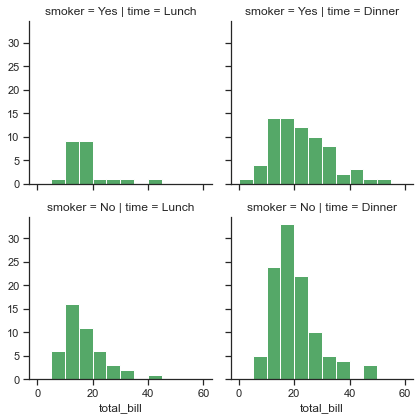 smoker = Yes | time = Lunch
smoker = Yes | time = Dinner
30
25
20
15
10
5
0
smoker = No | time = Lunch
smoker = No | time = Dinner
30
25
20
15
10
5
0
0 20 40 60
0 20 40 60
total_bill
total_bill